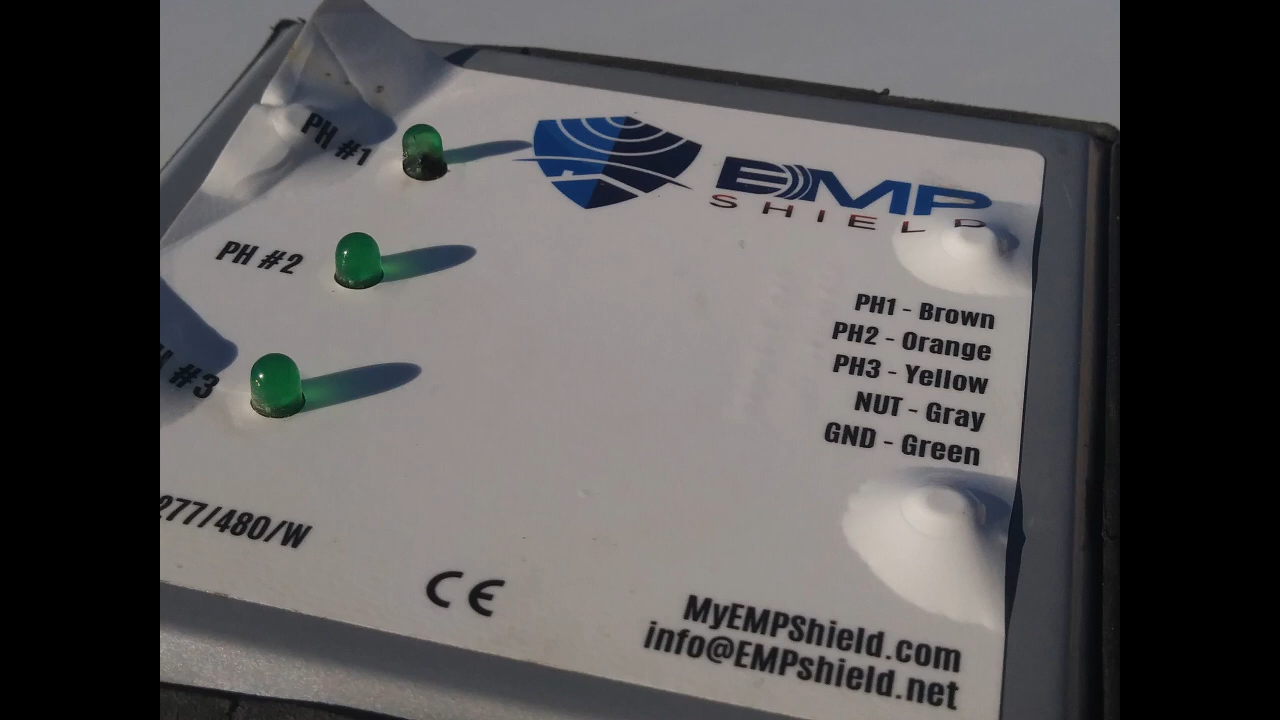 PH #1
EMP
SHIELD
PH #2
PH1 - Brown
PH2 - Orange
PH3 - Yellow
NUT - Gray
GND - Green
#3
277/480/W
CE
MyEMPShield.com
info@EMPshield.net